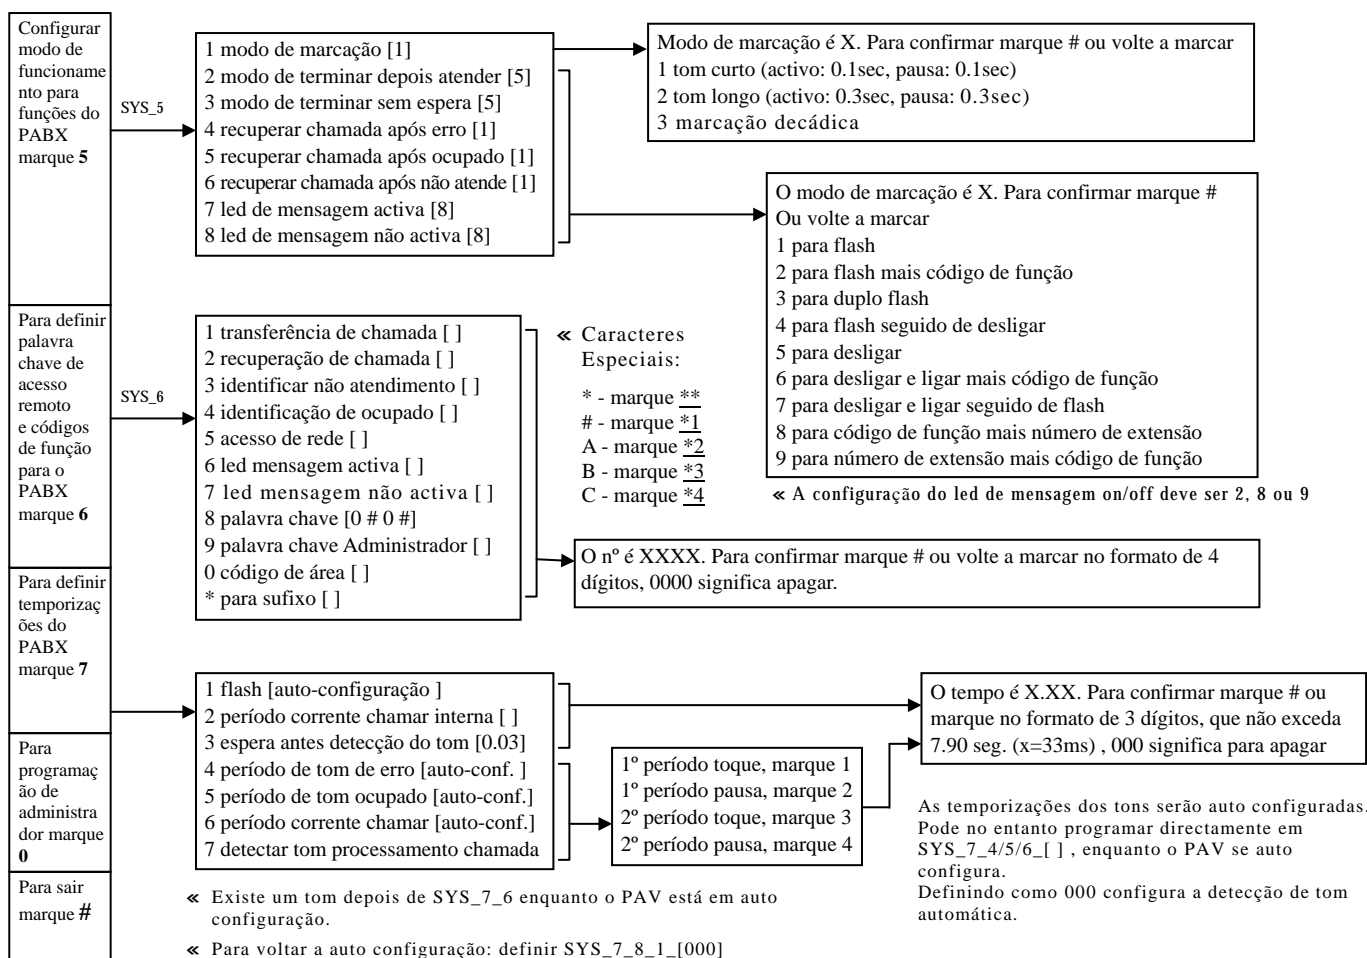 Configurar
modo de
funcioname
nto para
funções do
PABX
marque 5
SYS_5
1 modo de marcação [1]
2 modo de terminar depois atender [5]
3 modo de terminar sem espera [5]
4 recuperar chamada após erro [1]
5 recuperar chamada após ocupado [1]
6 recuperar chamada após não atende [1]
7 led de mensagem activa [8]
8 led de mensagem não activa [8]
Modo de marcação é X. Para confirmar marque # ou volte a marcar
1 tom curto (activo: 0.1sec, pausa: 0.1sec)
2 tom longo (activo: 0.3sec, pausa: 0.3sec)
3 marcação decádica
O modo de marcação é X. Para confirmar marque #
Ou volte a marcar
1 para flash
2 para flash mais código de função
3 para duplo flash
4 para flash seguido de desligar
5 para desligar
6 para desligar e ligar mais código de função
7 para desligar e ligar seguido de flash
8 para código de função mais número de extensão
9 para número de extensão mais código de função
« A configuração do led de mensagem on/off deve ser 2, 8 ou 9
Para definir
palavra
chave de
acesso
remoto
e códigos
de função
para o
PABX
marque 6
SYS_6
1 transferência de chamada [ ]
2 recuperação de chamada [ ]
3 identificar não atendimento [ ]
4 identificação de ocupado [ ]
5 acesso de rede [ ]
6 led mensagem activa [ ]
7 led mensagem não activa [ ]
8 palavra chave [0 # 0 #]
9 palavra chave Administrador [ ]
0 código de área [ ]
* para sufixo [ ]
« Caracteres
Especiais:
* - marque **
# - marque *1
A - marque *2
B - marque *3
C - marque *4
O nº é XXXX. Para confirmar marque # ou volte a marcar no formato de 4
dígitos, 0000 significa apagar.
Para definir
temporizaç
ões do
PABX
marque 7
1 flash [auto-configuração ]
2 período corrente chamar interna [ ]
3 espera antes detecção do tom [0.03]
4 período de tom de erro [auto-conf. ]
5 período de tom ocupado [auto-conf.]
6 período corrente chamar [auto-conf.]
7 detectar tom processamento chamada
1º período toque, marque 1
1º período pausa, marque 2
2º período toque, marque 3
2º período pausa, marque 4
O tempo é X.XX. Para confirmar marque # ou
marque no formato de 3 dígitos, que não exceda
7.90 seg. (x=33ms) , 000 significa para apagar
As temporizações dos tons serão auto configuradas.
Pode no entanto programar directamente em
SYS_7_4/5/6_[ ] , enquanto o PAV se auto
configura.
Definindo como 000 configura a detecção de tom
automática.
Para
programaç
ão de
administra
dor marque
0
Para sair
marque #
« Existe um tom depois de SYS_7_6 enquanto o PAV está em auto
configuração.
« Para voltar a auto configuração: definir SYS_7_8_1_[000]